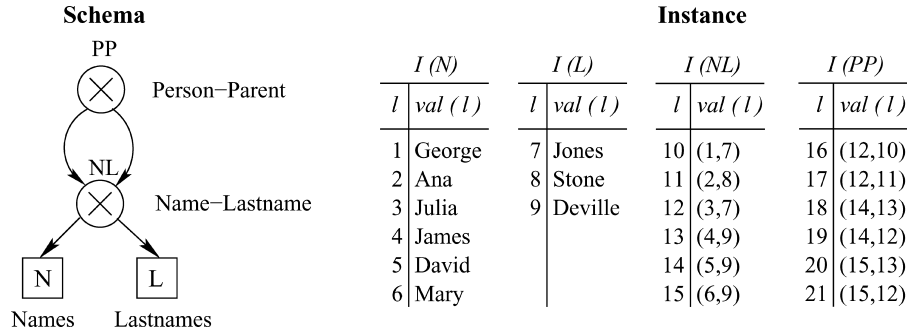 Schema
PP
Person−Parent
NL
Name−Lastname
N
L
Names Lastnames
Instance
I (N) I (L) I (NL) I (PP)
l val ( l ) l val ( l ) l val ( l ) l val ( l )
1 George 7 Jones 10 (1,7) 16 (12,10)
2 Ana 8 Stone 11 (2,8) 17 (12,11)
3 Julia 9 Deville 12 (3,7) 18 (14,13)
4 James 13 (4,9) 19 (14,12)
5 David 14 (5,9) 20 (15,13)
6 Mary 15 (6,9) 21 (15,12)